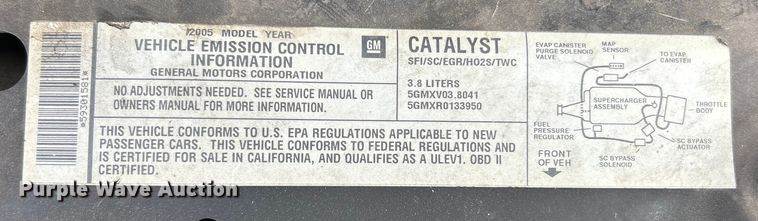 *59301581*
2005 MODEL YEAR
VEHICLE EMISSION CONTROL
INFORMATION
GENERAL MOTORS CORPORATION
GM
NO ADJUSTMENTS NEEDED. SEE SERVICE MANUAL OR
OWNERS MANUAL FOR MORE INFORMATION.
CATALYST
SFI/SC/EGR/HO2S/TWC
3.8 LITERS
5GMXV03.8041
5GMXR0133950
THIS VEHICLE CONFORMS TO U.S. EPA REGULATIONS APPLICABLE TO NEW
PASSENGER CARS. THIS VEHICLE CONFORMS TO FEDERAL REGULATIONS AND
IS CERTIFIED FOR SALE IN CALIFORNIA, AND QUALIFIES AS A ULEV1. OBD II
CERTIFIED.
EVAP CANISTER
PURGE SOLENOID
VALVE
MAP
SENSOR
TO EVAP.
CANISTER
SUPERCHARGER
ASSEMBLY
THROTTLE
BODY
FUEL
PRESSURE
REGULATOR
SC BYPASS
ACTUATOR
FRONT
OF VEH
SC BYPASS
SOLENOID
Purple Wave Auction